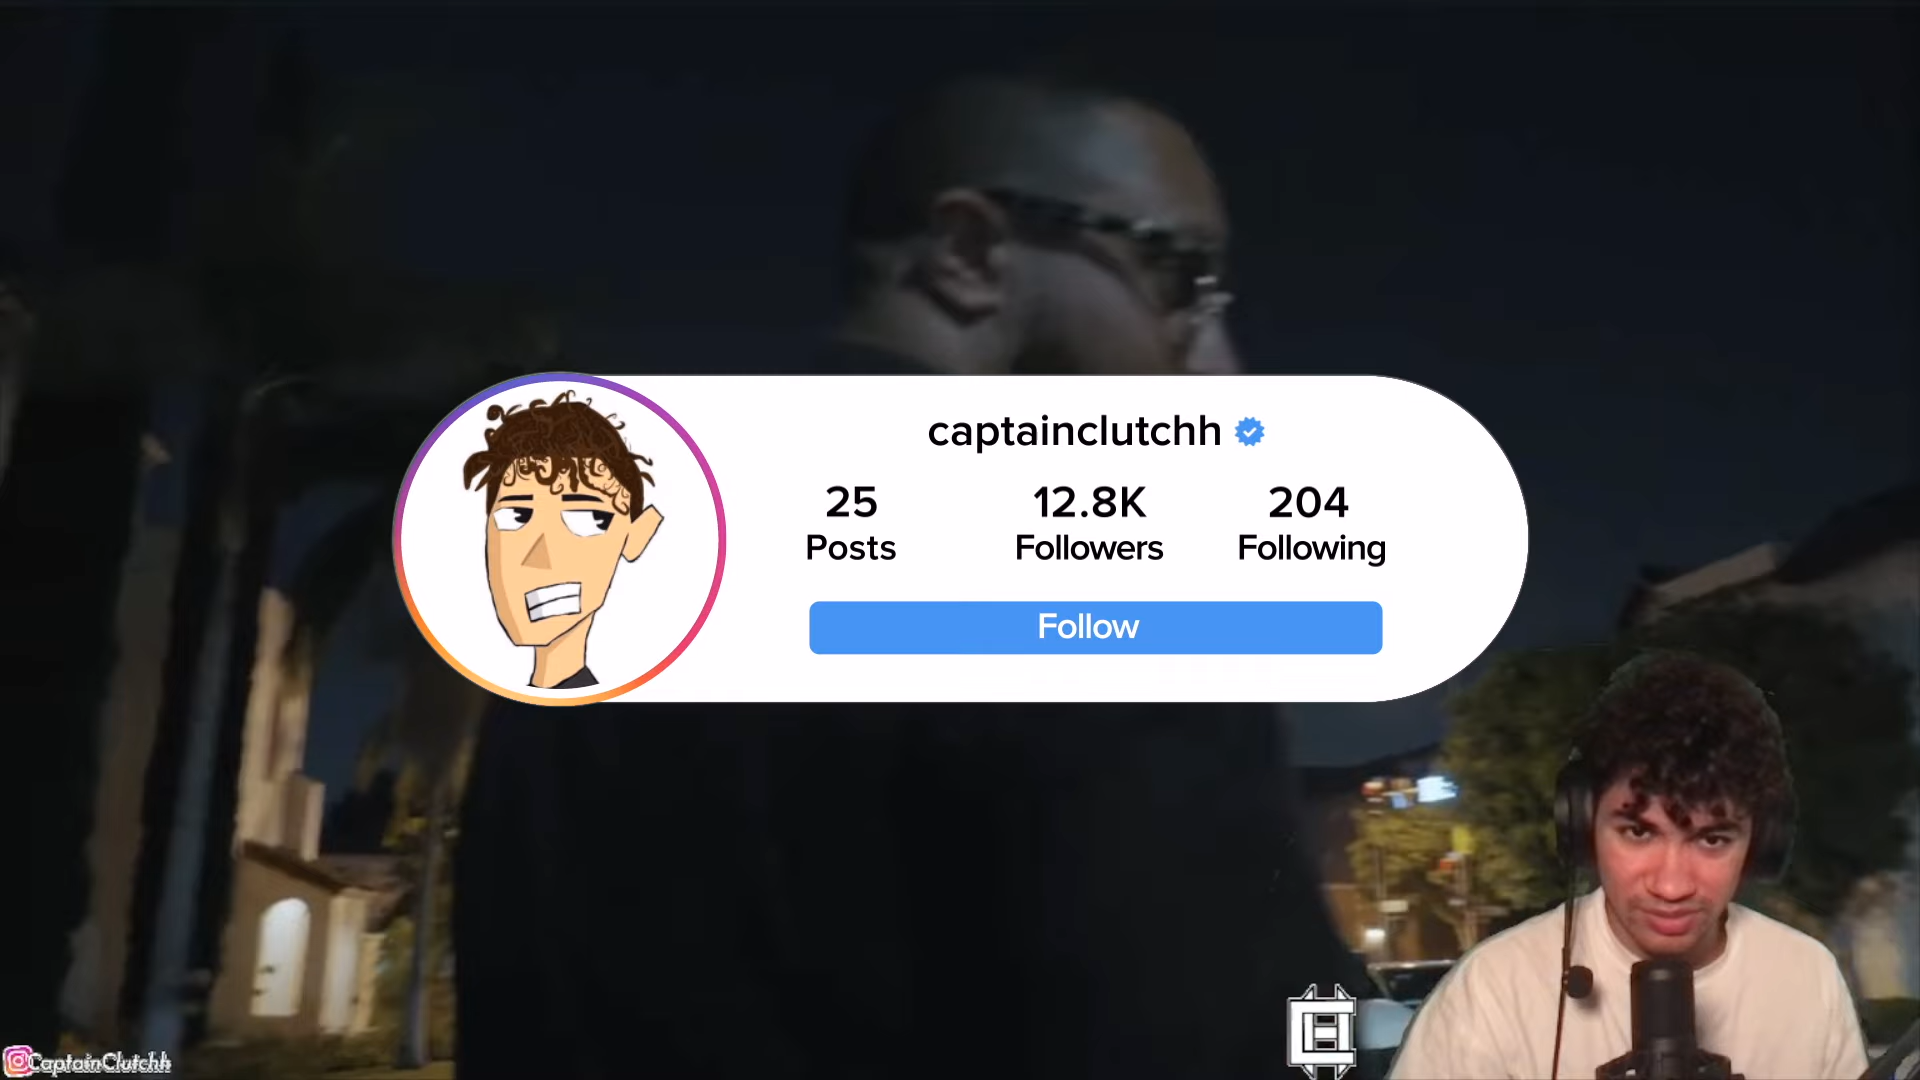 captainclutchh
25 12.8K 204
Posts Followers Following
Follow
CaptainClutchh